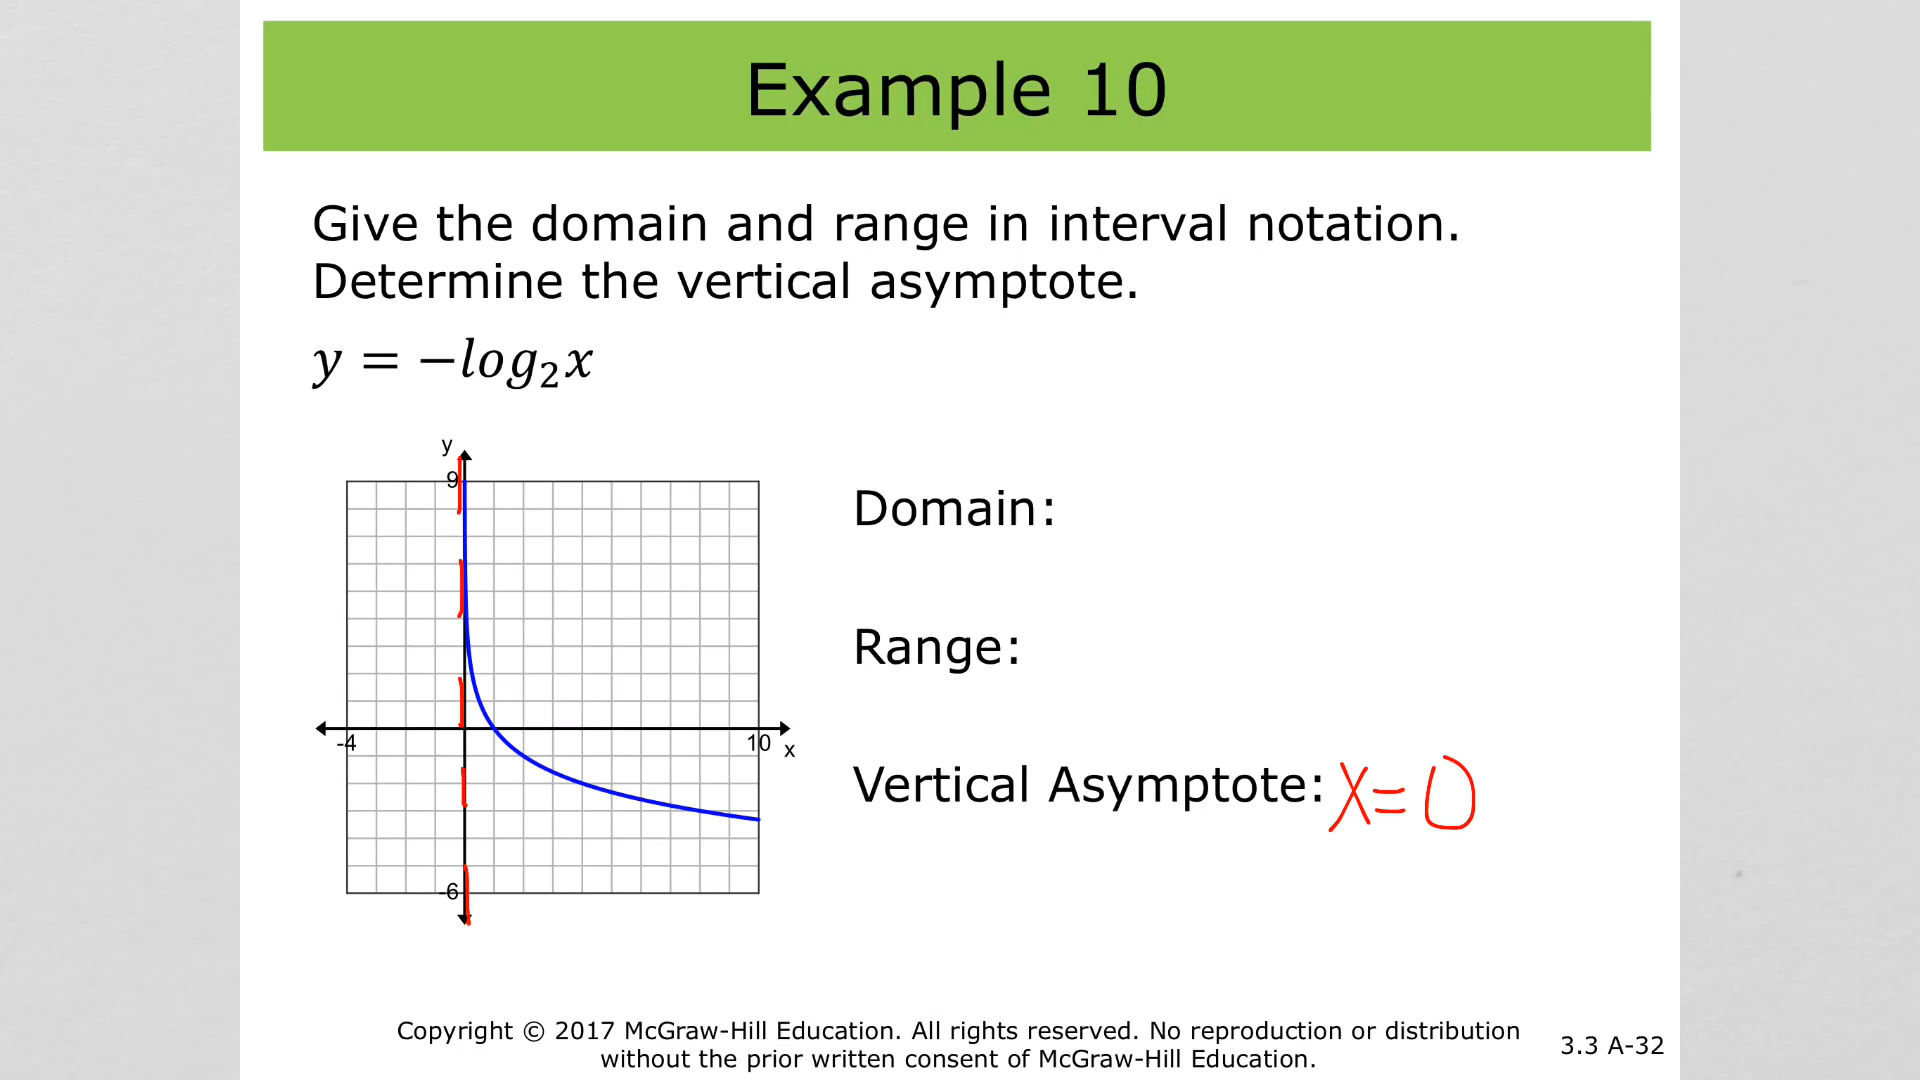 Example 10
Give the domain and range in interval notation.
Determine the vertical asymptote.
y = −log₂x
y
9
Domain:
Range:
-4
10 x
Vertical Asymptote: X=0
-6
Copyright © 2017 McGraw-Hill Education. All rights reserved. No reproduction or distribution
without the prior written consent of McGraw-Hill Education.
3.3 A-32